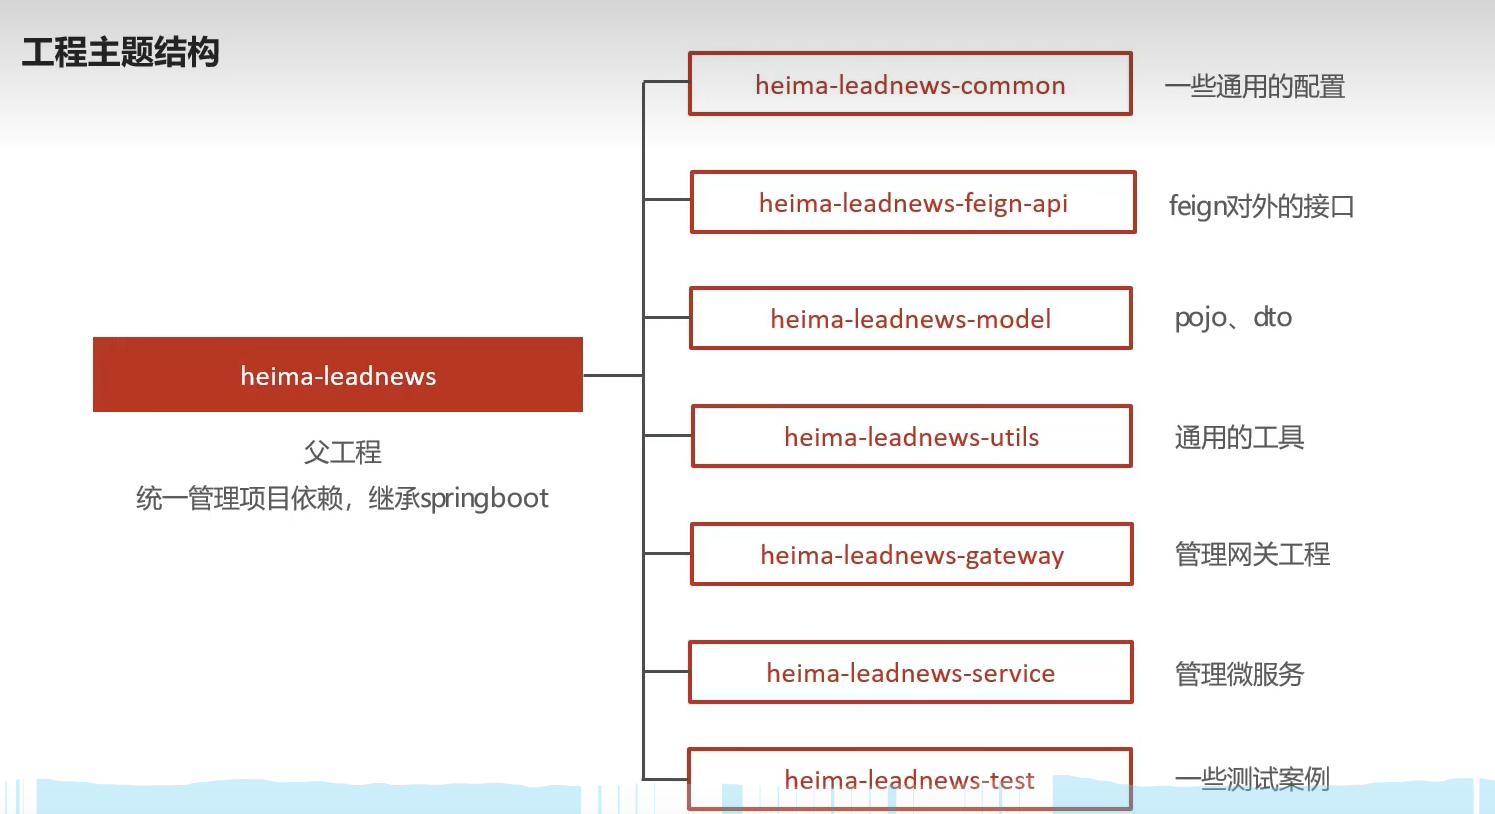 工程主题结构
heima-leadnews-common 一些通用的配置
heima-leadnews-feign-api feign对外的接口
heima-leadnews-model pojo、dto
heima-leadnews
heima-leadnews-utils 通用的工具
父工程
统一管理项目依赖，继承springboot
heima-leadnews-gateway 管理网关工程
heima-leadnews-service 管理微服务
heima-leadnews-test 一些测试案例